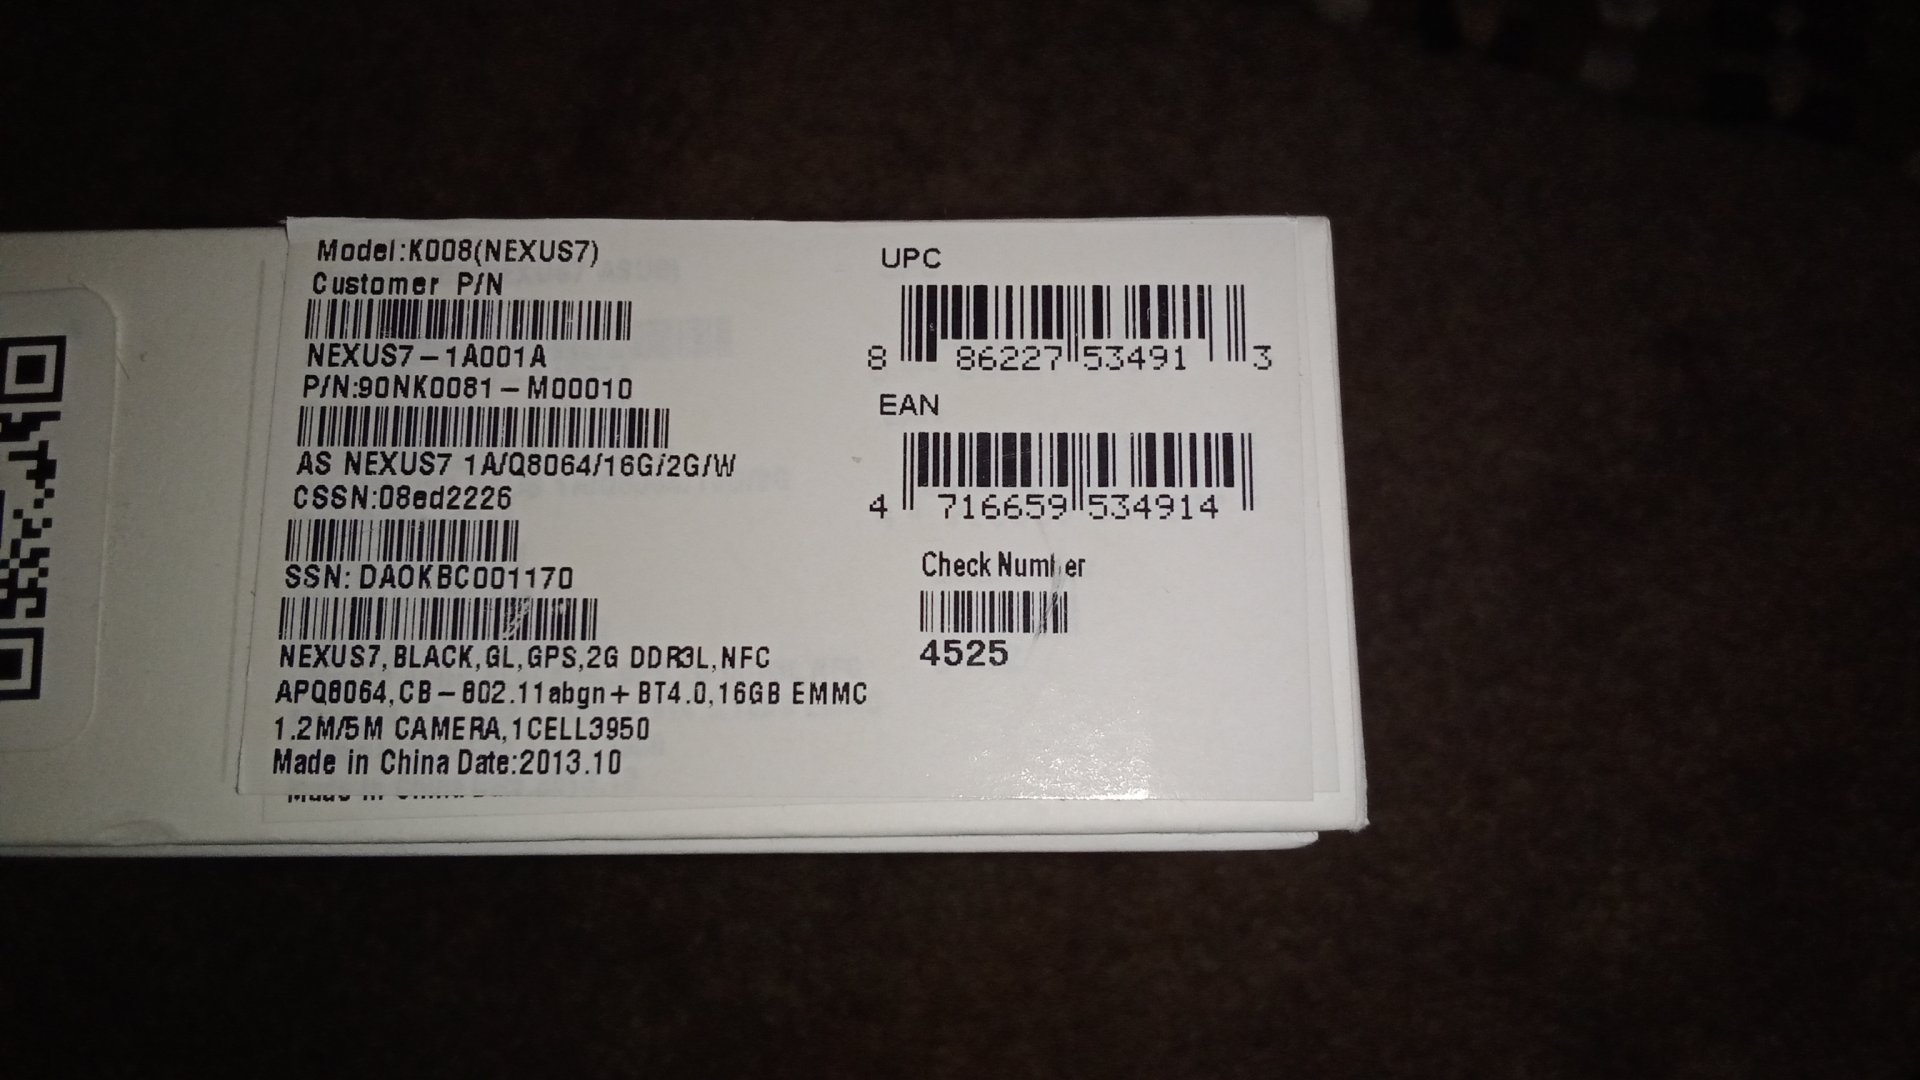 Model:K008(NEXUS7)
Customer P/N
NEXUS7-1A001A
P/N:90NK0081-M00010
AS NEXUS7 1A/Q8064/16G/2G/W
CSSN:08ed2226
SSN: DAOKBC001170
NEXUS7,BLACK,GL,GPS,2G DDR3L,NFC
APQ8064,CB-802.11abgn+BT4.0,16GB EMMC
1.2M/5M CAMERA,1CELL3950
Made in China Date:2013.10
UPC
8 86227 53491 3
EAN
4 716659 534914
Check Number
4525